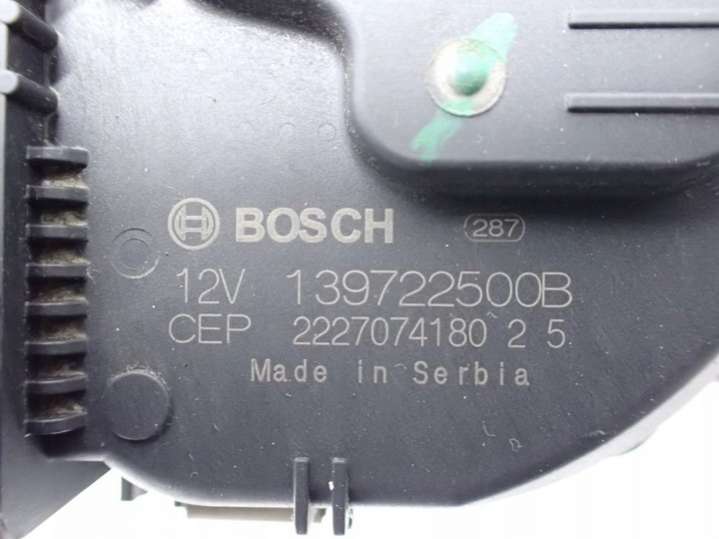 BOSCH 287
12V 139722500B
CEP 2227074180 2 5
Made in Serbia